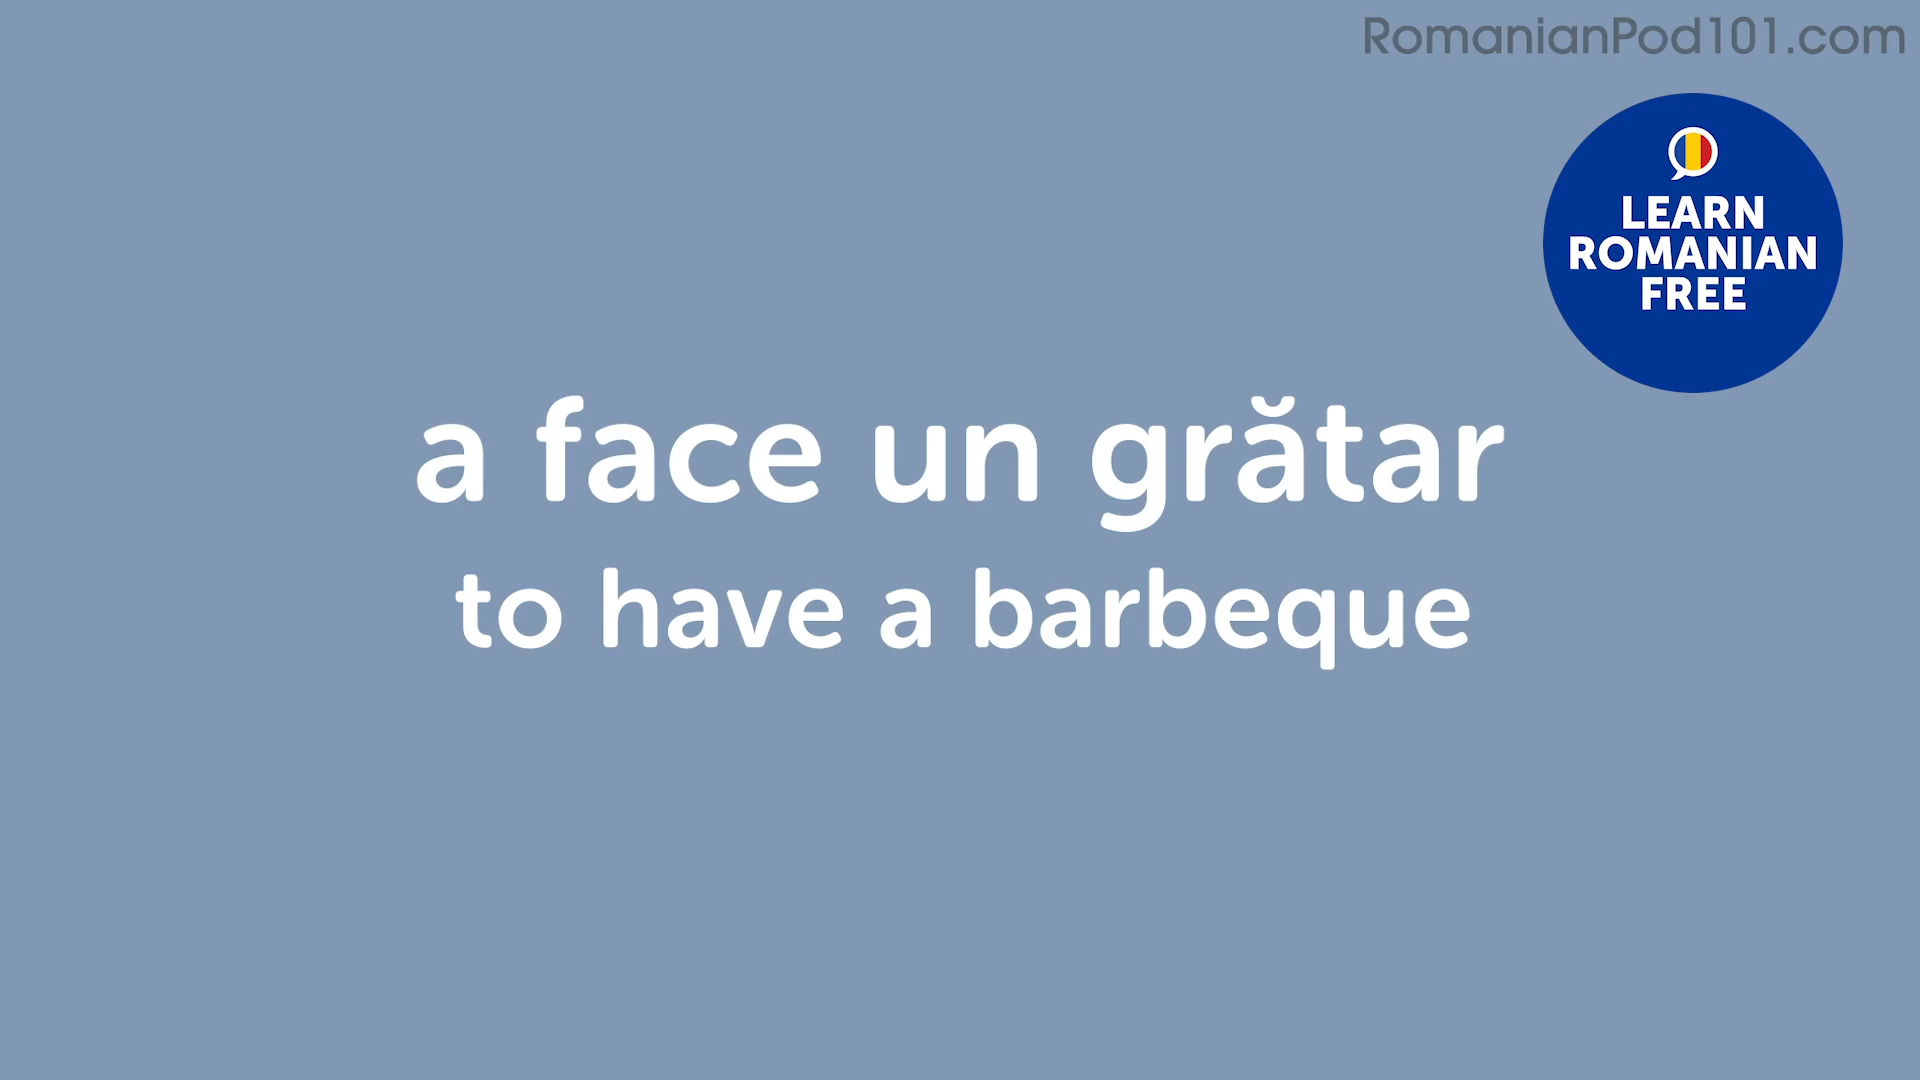 RomanianPod101.com
LEARN
ROMANIAN
FREE
a face un grătar
to have a barbeque